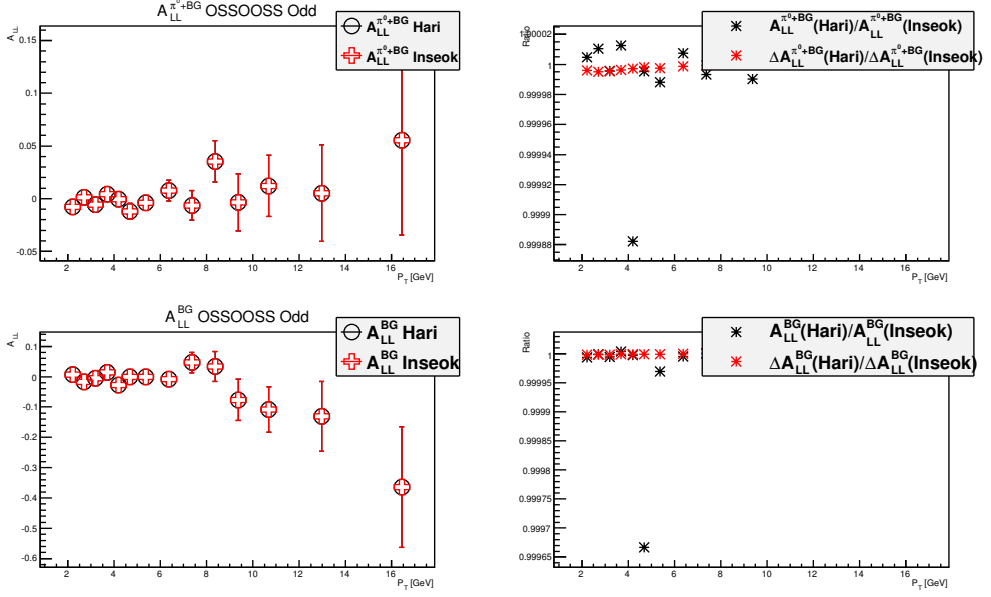 A_LL^π⁰+BG OSSOOSS Odd
A_LL
A_LL^π⁰+BG Hari
A_LL^π⁰+BG Inseok
0.15
0.1
0.05
0
-0.05
2 4 6 8 10 12 14 16
P_T [GeV]
Ratio
A_LL^π⁰+BG(Hari)/A_LL^π⁰+BG(Inseok)
ΔA_LL^π⁰+BG(Hari)/ΔA_LL^π⁰+BG(Inseok)
1.00002
1
0.99998
0.99996
0.99994
0.99992
0.9999
0.99988
2 4 6 8 10 12 14 16
P_T [GeV]
A_LL^BG OSSOOSS Odd
A_LL
A_LL^BG Hari
A_LL^BG Inseok
0.1
0
-0.1
-0.2
-0.3
-0.4
-0.5
-0.6
2 4 6 8 10 12 14 16
P_T [GeV]
Ratio
A_LL^BG(Hari)/A_LL^BG(Inseok)
ΔA_LL^BG(Hari)/ΔA_LL^BG(Inseok)
1
0.99995
0.9999
0.99985
0.9998
0.99975
0.9997
0.99965
2 4 6 8 10 12 14 16
P_T [GeV]